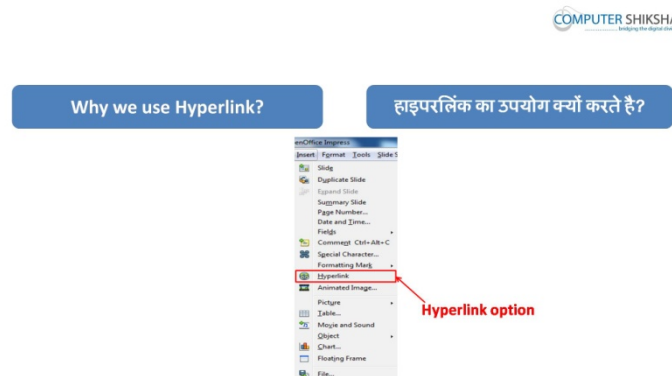 COMPUTER SHIKSHA
bridging the digital divide
Why we use Hyperlink?
हाइपरलिंक का उपयोग क्यों करते है?
enOffice Impress
Insert Format Tools Slide S
Slide
Duplicate Slide
Expand Slide
Summary Slide
Page Number...
Date and Time...
Fields
Comment Ctrl+Alt+C
Special Character...
Formatting Mark
Hyperlink
Animated Image...
Picture
Table...
Movie and Sound
Object
Chart...
Floating Frame
File...
Hyperlink option